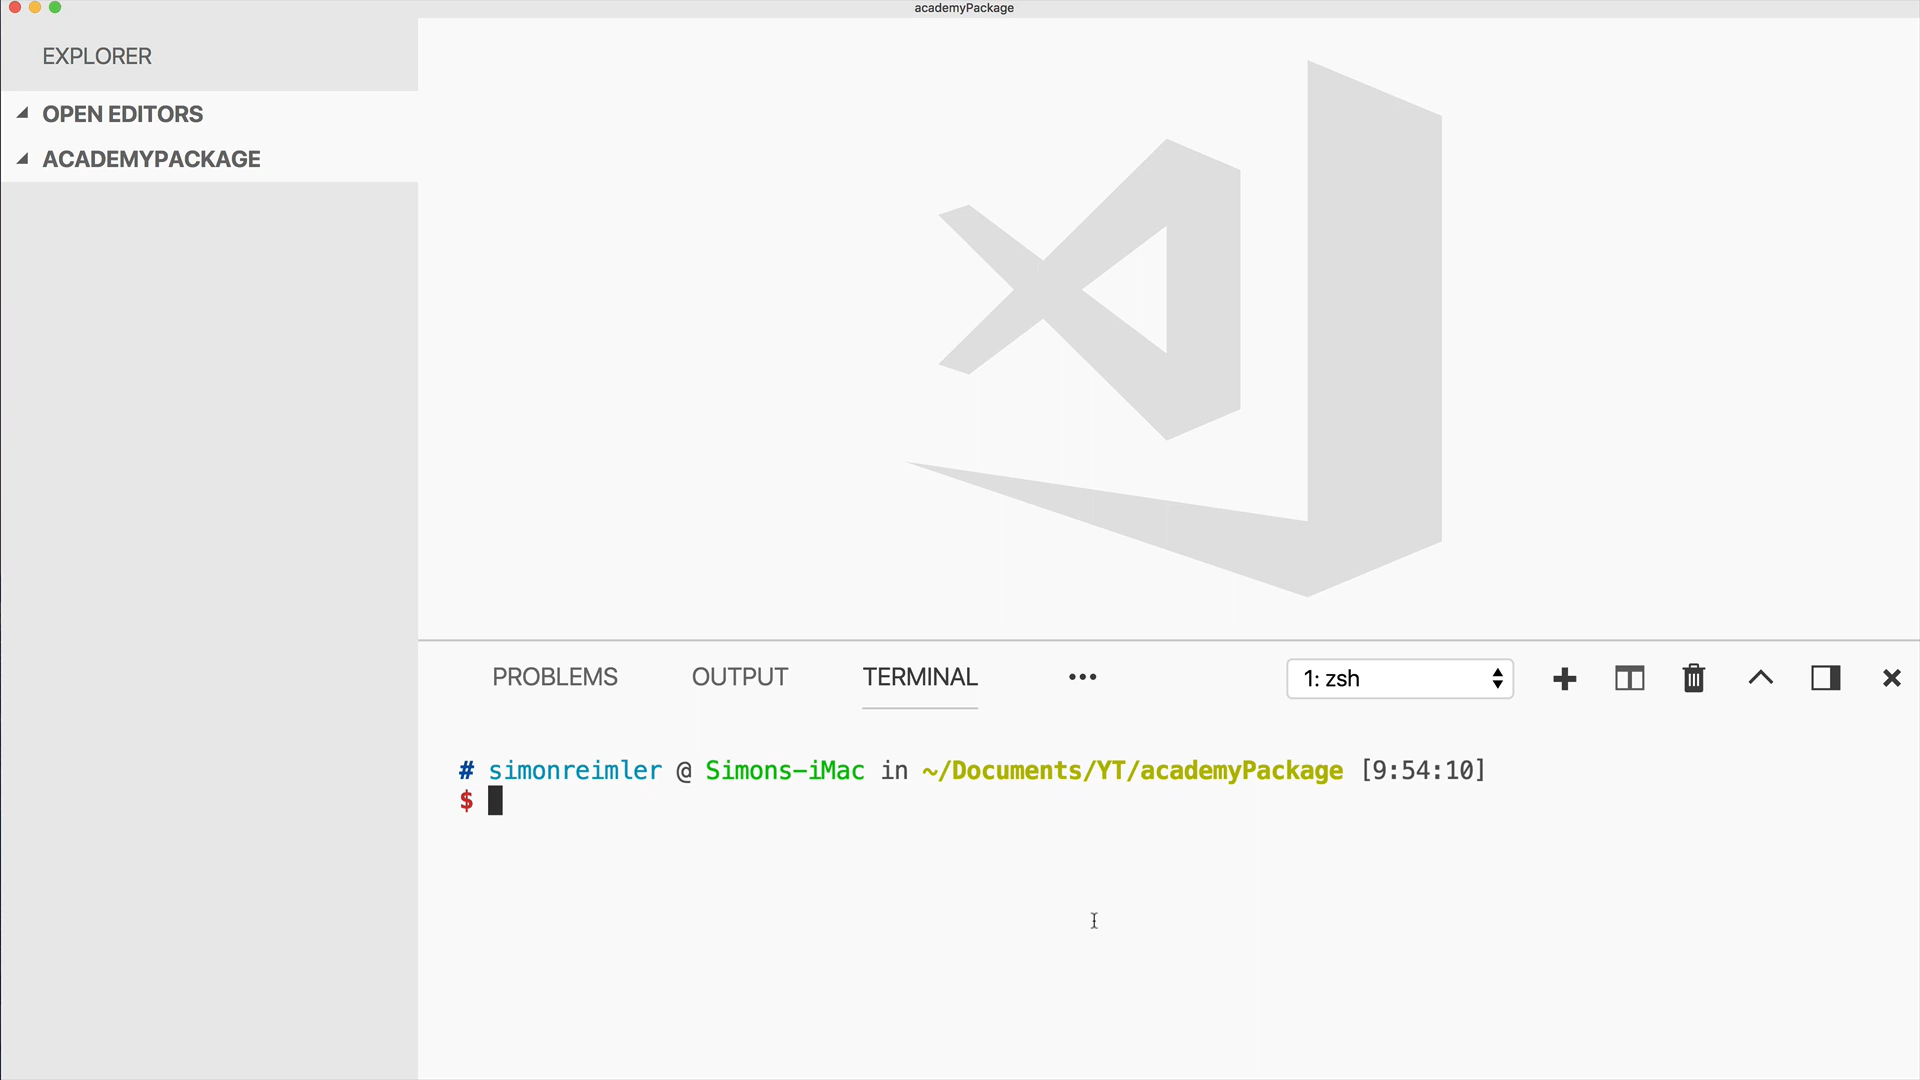 academyPackage
EXPLORER
OPEN EDITORS
ACADEMYPACKAGE
PROBLEMS OUTPUT TERMINAL ••• 1: zsh
# simonreimler @ Simons-iMac in ~/Documents/YT/academyPackage [9:54:10]
$